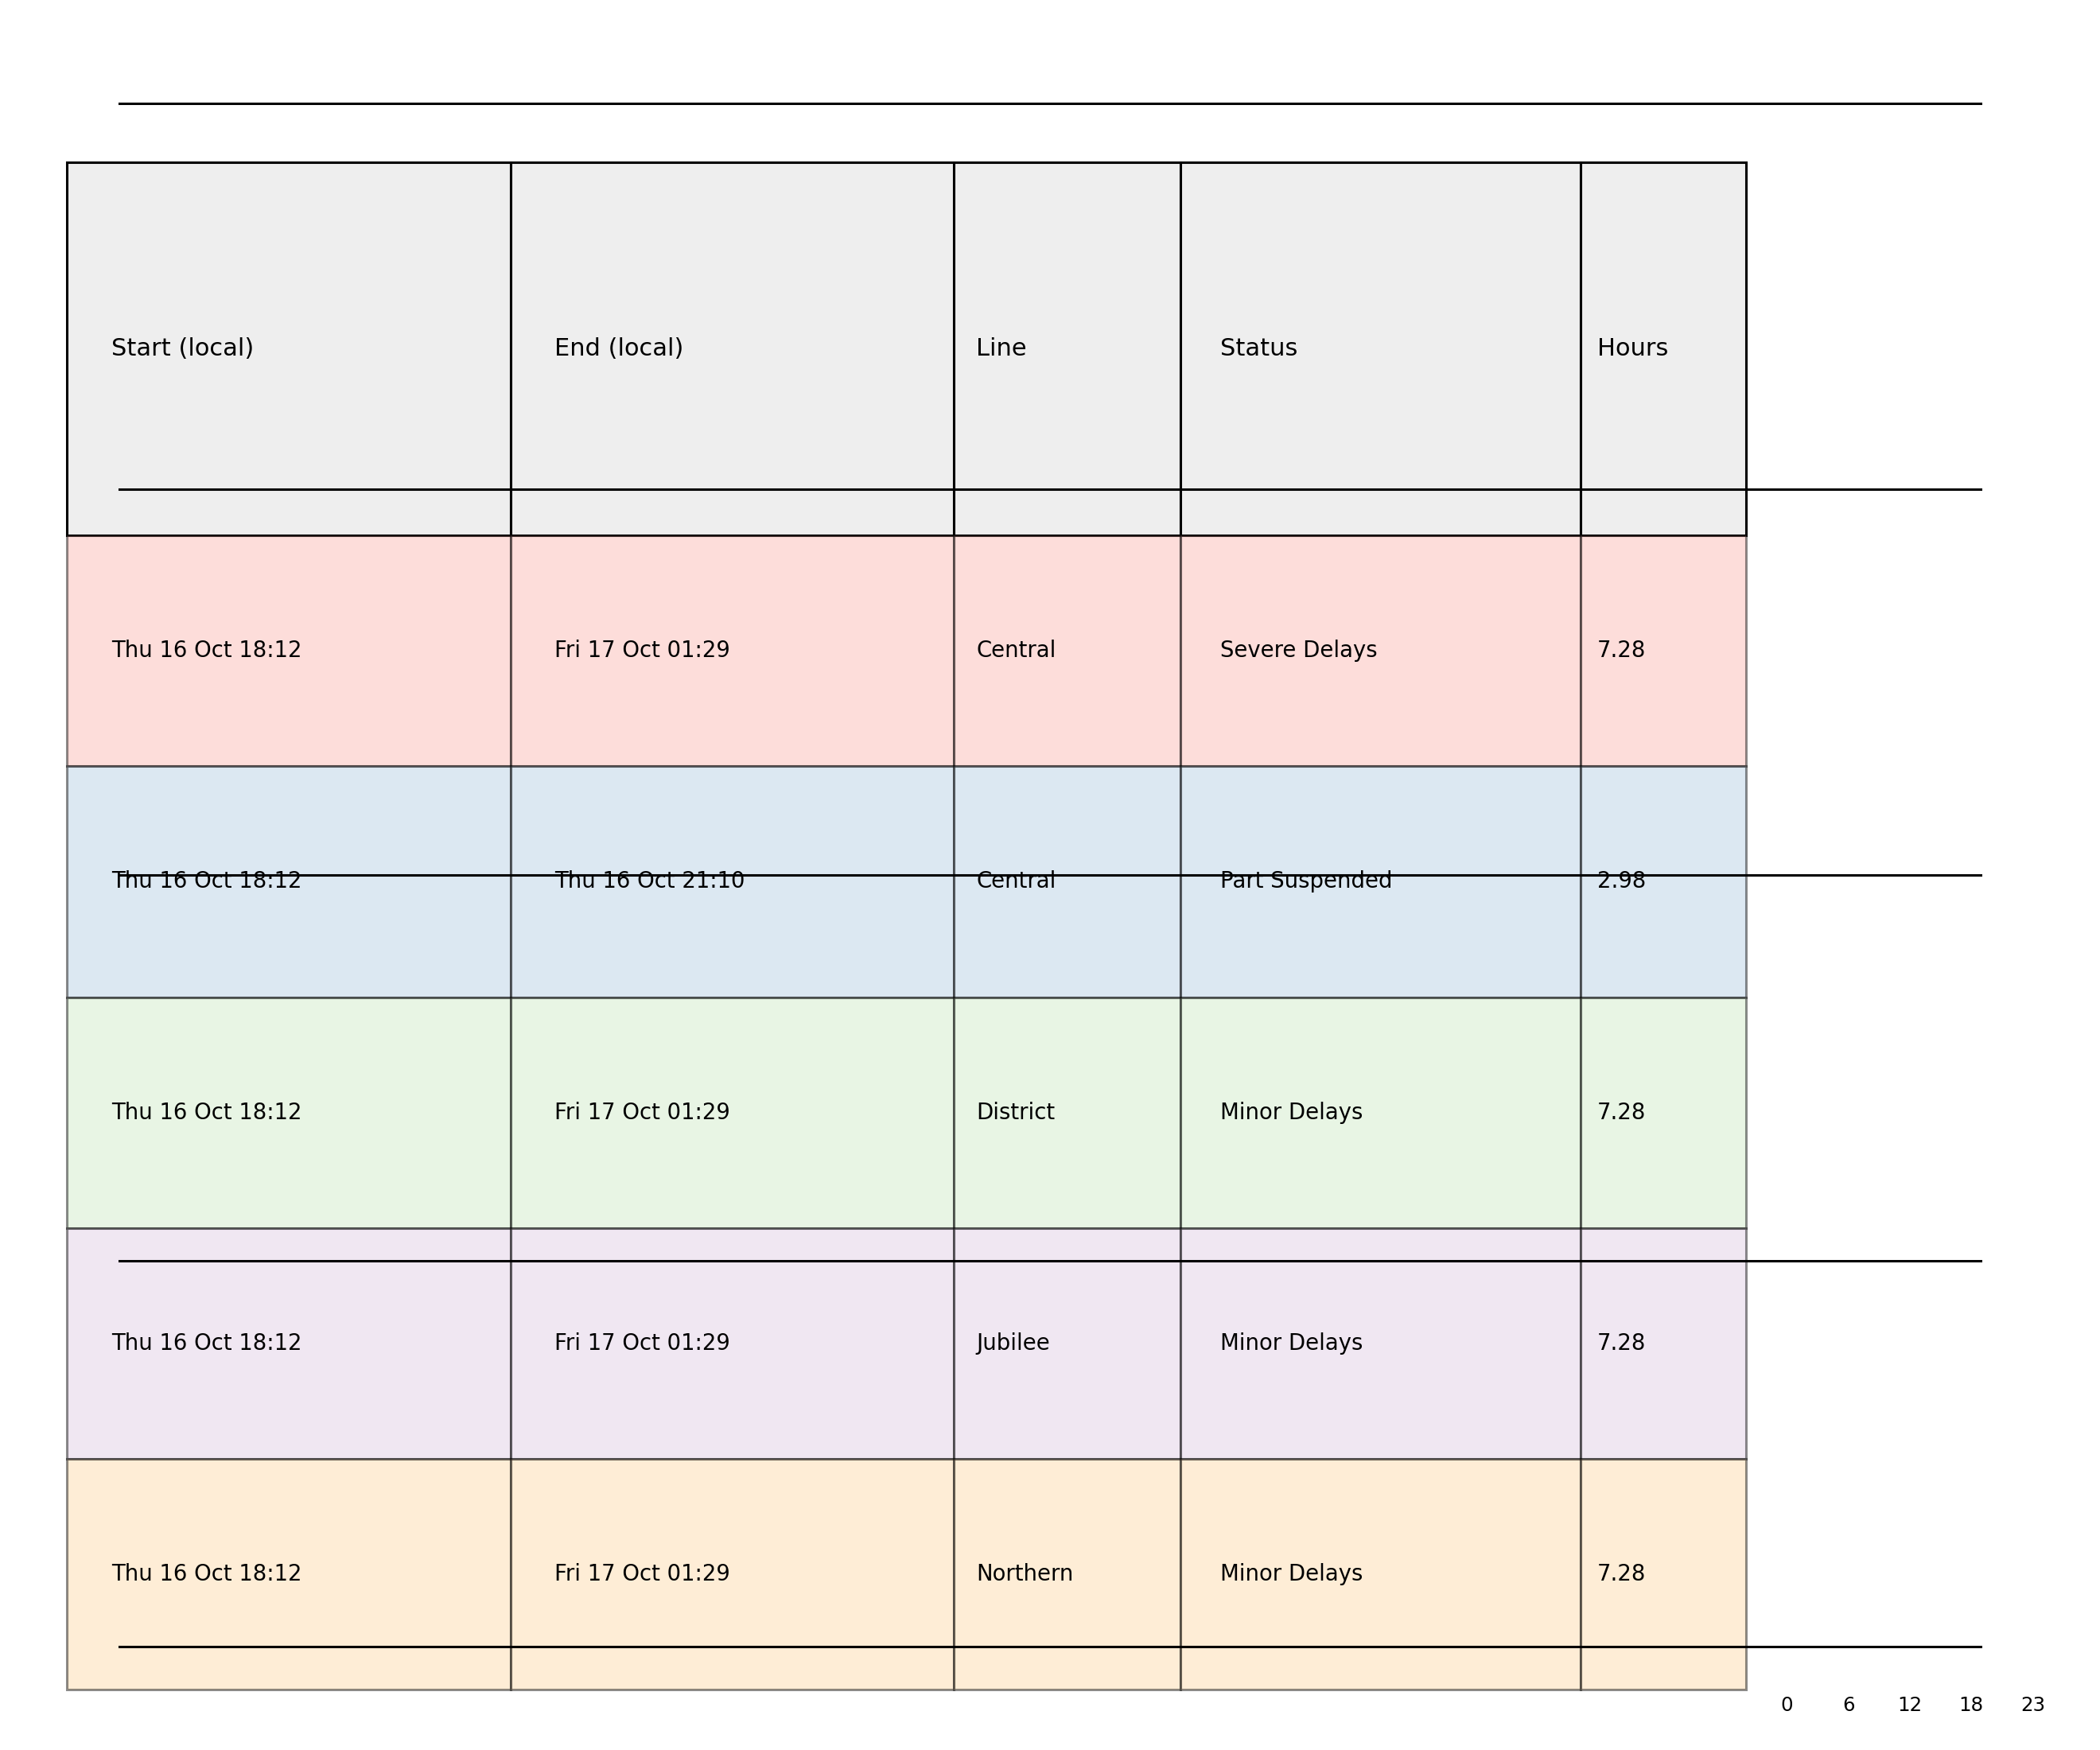 Start (local) End (local) Line Status Hours
Thu 16 Oct 18:12 Fri 17 Oct 01:29 Central Severe Delays 7.28
Thu 16 Oct 18:12 Thu 16 Oct 21:10 Central Part Suspended 2.98
Thu 16 Oct 18:12 Fri 17 Oct 01:29 District Minor Delays 7.28
Thu 16 Oct 18:12 Fri 17 Oct 01:29 Jubilee Minor Delays 7.28
Thu 16 Oct 18:12 Fri 17 Oct 01:29 Northern Minor Delays 7.28
0 6 12 18 23